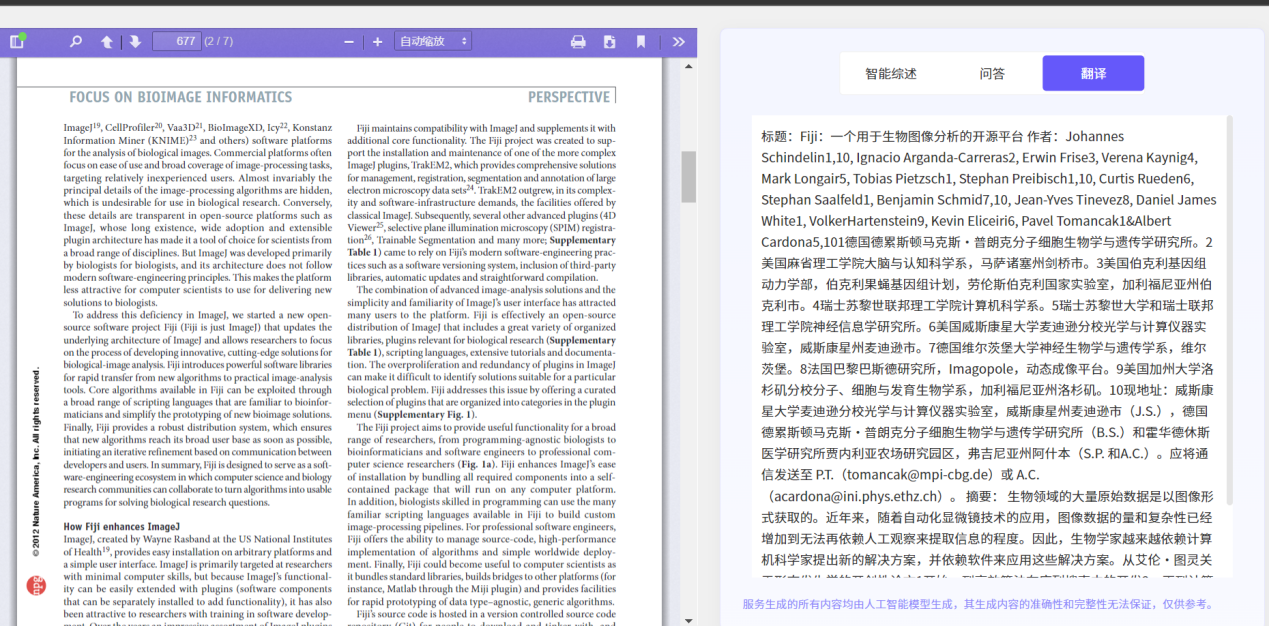 677 (2 / 7)
自动缩放
FOCUS ON BIOIMAGE INFORMATICS
PERSPECTIVE
ImageJ19, CellProfiler20, Vaa3D21, BioImageXD, Icy22, Konstanz
Information Miner (KNIME)23 and others) software platforms
for the analysis of biological images. Commercial platforms often
focus on ease of use and broad coverage of image-processing tasks,
targeting relatively inexperienced users. Almost invariably the
principal details of the image-processing algorithms are hidden,
which is undesirable for use in biological research. Conversely,
these details are transparent in open-source platforms such as
ImageJ, whose long existence, wide adoption and extensible
plugin architecture has made it a tool of choice for scientists from
a broad range of disciplines. But ImageJ was developed primarily
by biologists for biologists, and its architecture does not follow
modern software-engineering principles. This makes the platform
less attractive for computer scientists to use for delivering new
solutions to biologists.
To address this deficiency in ImageJ, we started a new open-
source software project Fiji (Fiji is just ImageJ) that updates the
underlying architecture of ImageJ and allows researchers to focus
on the process of developing innovative, cutting-edge solutions for
biological-image analysis. Fiji introduces powerful software libraries
for rapid transfer from new algorithms to practical image-analysis
tools. Core algorithms available in Fiji can be exploited through
a broad range of scripting languages that are familiar to bioinfor-
maticians and simplify the prototyping of new bioimage solutions.
Finally, Fiji provides a robust distribution system, which ensures
that new algorithms reach its broad user base as soon as possible,
initiating an iterative refinement based on communication between
developers and users. In summary, Fiji is designed to serve as a soft-
ware-engineering ecosystem in which computer science and biology
research communities can collaborate to turn algorithms into usable
programs for solving biological research questions.
How Fiji enhances ImageJ
ImageJ, created by Wayne Rasband at the US National Institutes
of Health19, provides easy installation on arbitrary platforms and
a simple user interface. ImageJ is primarily targeted at researchers
with minimal computer skills, but because ImageJ's functional-
ity can be easily extended with plugins (software components
that can be separately installed to add functionality), it has also
been attractive to researchers with training in software develop-
ment. Over the years an impressive assortment of ImageJ plugins
Fiji maintains compatibility with ImageJ and supplements it with
additional core functionality. The Fiji project was created to sup-
port the installation and maintenance of one of the more complex
ImageJ plugins, TrakEM2, which provides comprehensive solutions
for management, registration, segmentation and annotation of large
electron microscopy data sets24. TrakEM2 outgrew, in its complex-
ity and software-infrastructure demands, the facilities offered by
classical ImageJ. Subsequently, several other advanced plugins (4D
Viewer25, selective plane illumination microscopy (SPIM) registra-
tion26, Trainable Segmentation and many more; Supplementary
Table 1) came to rely on Fiji's modern software-engineering prac-
tices such as a software versioning system, inclusion of third-party
libraries, automatic updates and straightforward compilation.
The combination of advanced image-analysis solutions and the
simplicity and familiarity of ImageJ's user interface has attracted
many users to the platform. Fiji is effectively an open-source
distribution of ImageJ that includes a great variety of organized
libraries, plugins relevant for biological research (Supplementary
Table 1), scripting languages, extensive tutorials and documenta-
tion. The overproliferation and redundancy of plugins in ImageJ
can make it difficult to identify solutions suitable for a particular
biological problem. Fiji addresses this issue by offering a curated
selection of plugins that are organized into categories in the plugin
menu (Supplementary Fig. 1).
The Fiji project aims to provide useful functionality for a broad
range of researchers, from programming-agnostic biologists to
bioinformaticians and software engineers to professional com-
puter science researchers (Fig. 1a). Fiji enhances ImageJ's ease
of installation by bundling all required components into a self-
contained package that will run on any computer platform.
In addition, biologists skilled in programming can use the many
familiar scripting languages available in Fiji to build custom
image-processing pipelines. For professional software engineers,
Fiji offers the ability to manage source-code, high-performance
implementation of algorithms and simple worldwide deploy-
ment. Finally, Fiji could become useful to computer scientists as
it bundles standard libraries, builds bridges to other platforms (for
instance, Matlab through the Miji plugin) and provides facilities
for rapid prototyping of data type–agnostic, generic algorithms.
Fiji's source code is hosted in a version controlled source code
repository (Git) for people to download and tinker with, and
© 2012 Nature America, Inc. All rights reserved.
npg
智能综述
问答
翻译
标题：Fiji：一个用于生物图像分析的开源平台 作者：Johannes
Schindelin1,10, Ignacio Arganda-Carreras2, Erwin Frise3, Verena Kaynig4,
Mark Longair5, Tobias Pietzsch1, Stephan Preibisch1,10, Curtis Rueden6,
Stephan Saalfeld1, Benjamin Schmid7,10, Jean-Yves Tinevez8, Daniel James
White1, VolkerHartenstein9, Kevin Eliceiri6, Pavel Tomancak1&Albert
Cardona5,101德国德累斯顿马克斯・普朗克分子细胞生物学与遗传学研究所。2
美国麻省理工学院大脑与认知科学系，马萨诸塞州剑桥市。3美国伯克利基因组
动力学部，伯克利果蝇基因组计划，劳伦斯伯克利国家实验室，加利福尼亚州伯
克利市。4瑞士苏黎世联邦理工学院计算机科学系。5瑞士苏黎世大学和瑞士联邦
理工学院神经信息学研究所。6美国威斯康星大学麦迪逊分校光学与计算仪器实
验室，威斯康星州麦迪逊市。7德国维尔茨堡大学神经生物学与遗传学系，维尔
茨堡。8法国巴黎巴斯德研究所，Imagopole，动态成像平台。9美国加州大学洛
杉矶分校分子、细胞与发育生物学系，加利福尼亚州洛杉矶。10现地址：威斯康
星大学麦迪逊分校光学与计算仪器实验室，威斯康星州麦迪逊市（J.S.），德国
德累斯顿马克斯・普朗克分子细胞生物学与遗传学研究所（B.S.）和霍华德休斯
医学研究所贾内利亚农场研究园区，弗吉尼亚州阿什本（S.P. 和A.C.）。应将通
信发送至 P.T.（tomancak@mpi-cbg.de）或 A.C.
（acardona@ini.phys.ethz.ch）。 摘要： 生物领域的大量原始数据是以图像形
式获取的。近年来，随着自动化显微镜技术的应用，图像数据的量和复杂性已经
增加到无法再依赖人工观察来提取信息的程度。因此，生物学家越来越依赖计算
机科学家提出新的解决方案，并依赖软件来应用这些解决方案。从艾伦・图灵关
服务生成的所有内容均由人工智能模型生成，其生成内容的准确性和完整性无法保证，仅供参考。